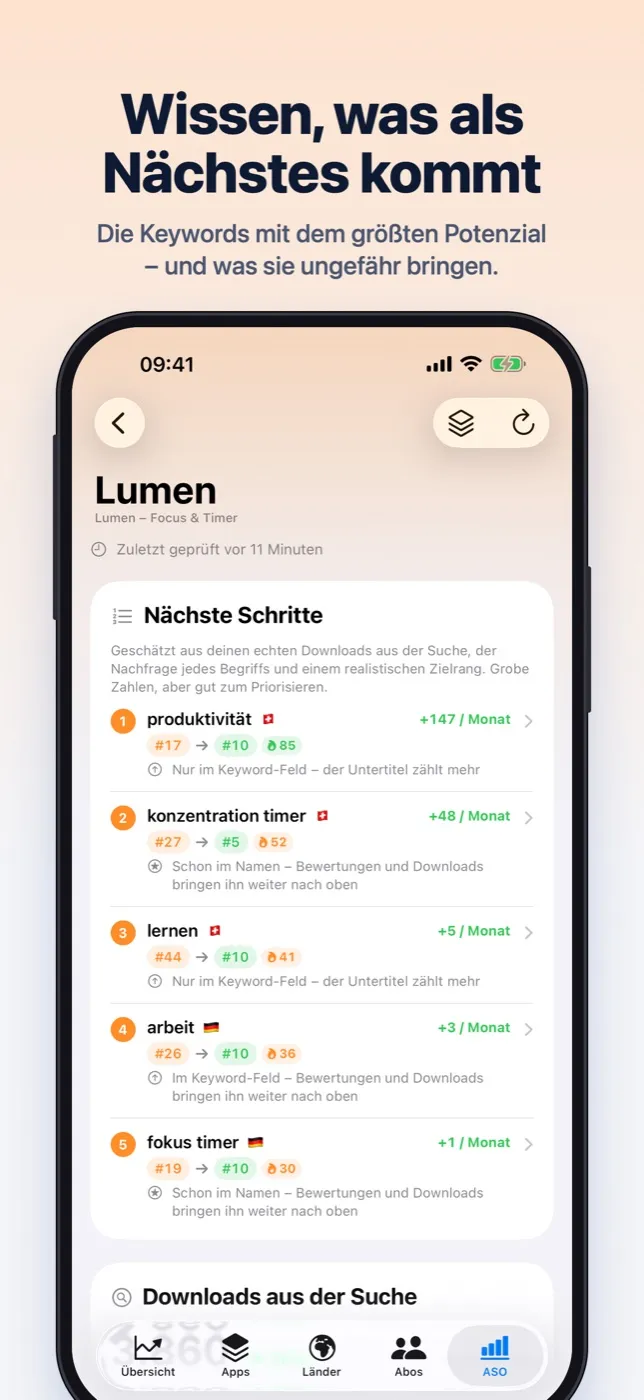 Wissen, was als
Nächstes kommt
Die Keywords mit dem größten Potenzial
– und was sie ungefähr bringen.
09:41
Lumen
Lumen – Focus & Timer
Zuletzt geprüft vor 11 Minuten
Nächste Schritte
Geschätzt aus deinen echten Downloads aus der Suche, der
Nachfrage jedes Begriffs und einem realistischen Zielrang. Grobe
Zahlen, aber gut zum Priorisieren.
1 produktivität +147 / Monat
#17 → #10 85
Nur im Keyword-Feld – der Untertitel zählt mehr
2 konzentration timer +48 / Monat
#27 → #5 52
Schon im Namen – Bewertungen und Downloads
bringen ihn weiter nach oben
3 lernen +5 / Monat
#44 → #10 41
Nur im Keyword-Feld – der Untertitel zählt mehr
4 arbeit +3 / Monat
#26 → #10 36
Im Keyword-Feld – Bewertungen und Downloads
bringen ihn weiter nach oben
5 fokus timer +1 / Monat
#19 → #10 30
Schon im Namen – Bewertungen und Downloads
bringen ihn weiter nach oben
Downloads aus der Suche
Übersicht Apps Länder Abos ASO